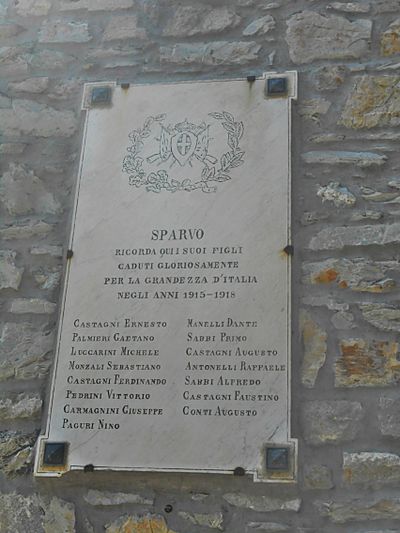 SPARVO
RICORDA QUI I SUOI FIGLI
CADUTI GLORIOSAMENTE
PER LA GRANDEZZA D'ITALIA
NEGLI ANNI 1915-1918
CASTAGNI ERNESTO
PALMIERI GAETANO
LUCCARINI MICHELE
MONZALI SEBASTIANO
CASTAGNI FERDINANDO
PEDRINI VITTORIO
CARMAGNINI GIUSEPPE
PAGURI NINO
MANELLI DANTE
SABBI PRIMO
CASTAGNI AUGUSTO
ANTONELLI RAFFAELE
SABBI ALFREDO
CASTAGNI FAUSTINO
CONTI AUGUSTO